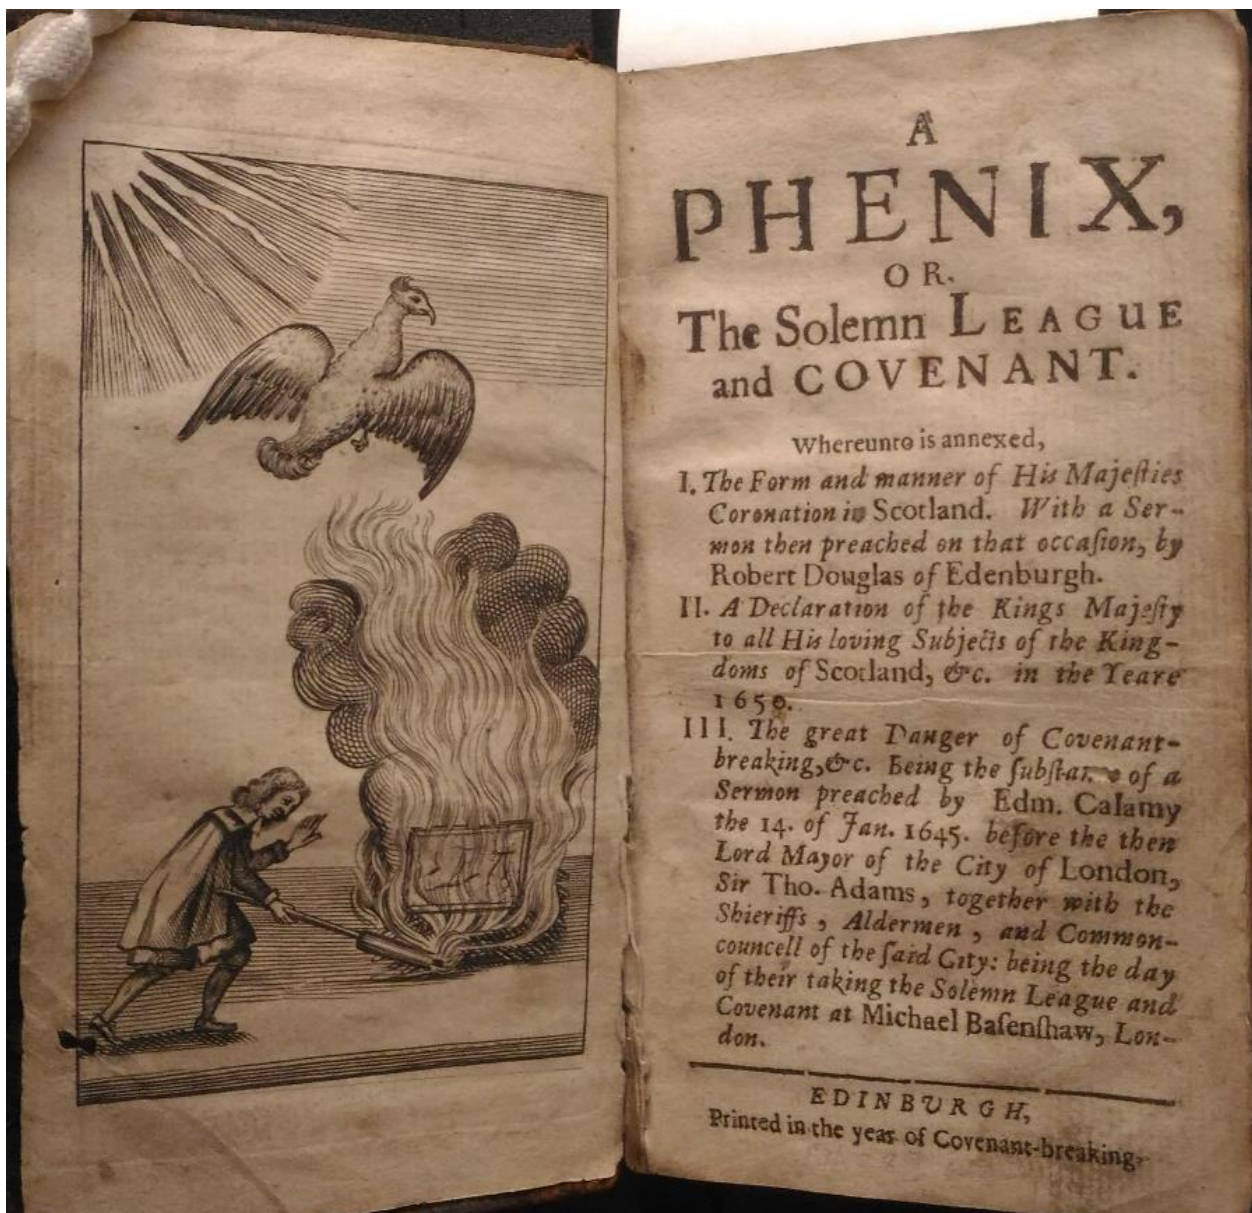 A
PHENIX,
OR.
The Solemn LEAGUE
and COVENANT.
Whereunto is annexed,
I. The Form and manner of His Majeſties
Coronation in Scotland. With a Ser-
mon then preached on that occaſion, by
Robert Douglas of Edenburgh.
II. A Declaration of the Kings Majeſty
to all His loving Subjects of the King-
doms of Scotland, &c. in the Yeare
1650.
III. The great Danger of Covenant-
breaking, &c. Being the ſubſtance of a
Sermon preached by Edm. Calamy
the 14. of Jan. 1645. before the then
Lord Mayor of the City of London,
Sir Tho. Adams, together with the
Shieriffs, Aldermen, and Common-
councell of the ſaid City: being the day
of their taking the Solemn League and
Covenant at Michael Baſenſhaw, Lon-
don.
EDINBURGH,
Printed in the year of Covenant-breaking.